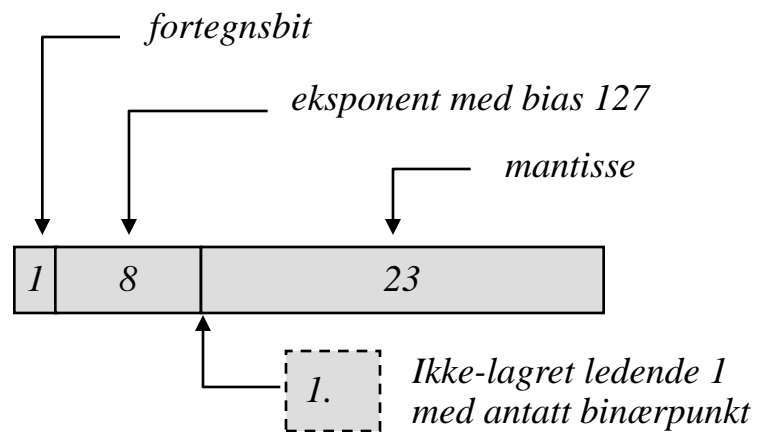 fortegnsbit
eksponent med bias 127
mantisse
1 8 23
1.
Ikke-lagret ledende 1
med antatt binærpunkt